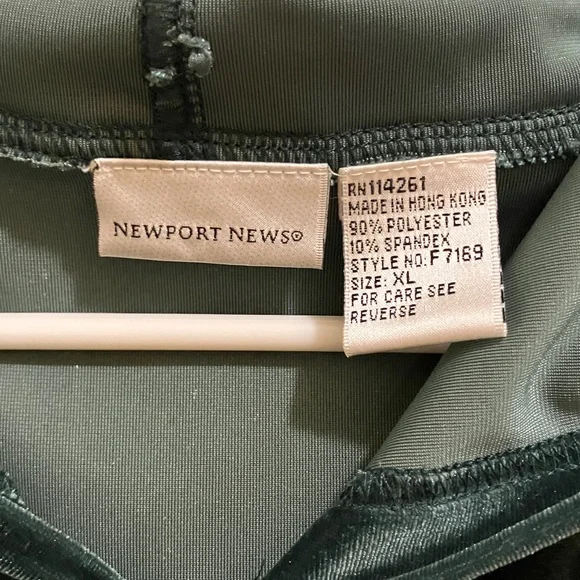 NEWPORT NEWS®
RN114261
MADE IN HONG KONG
90% POLYESTER
10% SPANDEX
STYLE NO: F7169
SIZE: XL
FOR CARE SEE
REVERSE